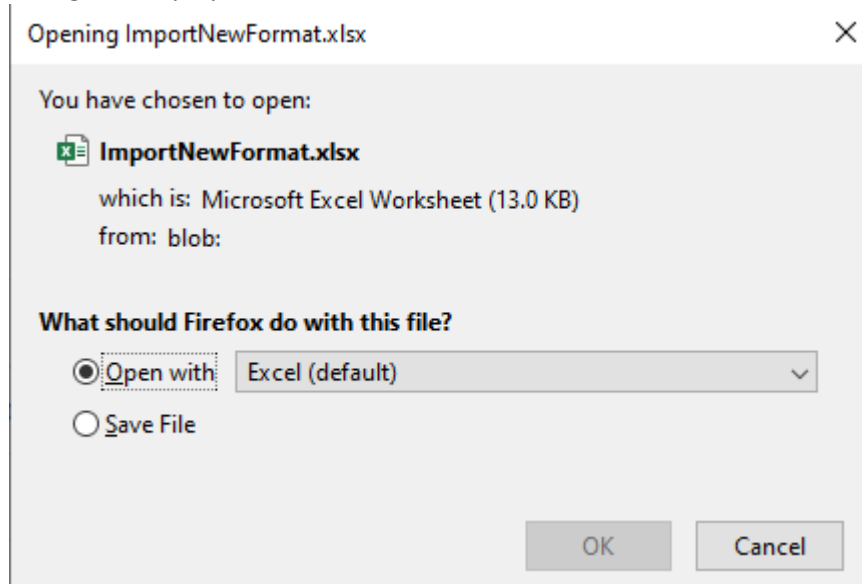 Opening ImportNewFormat.xlsx
You have chosen to open:
ImportNewFormat.xlsx
which is: Microsoft Excel Worksheet (13.0 KB)
from: blob:
What should Firefox do with this file?
Open with Excel (default)
Save File
OK Cancel